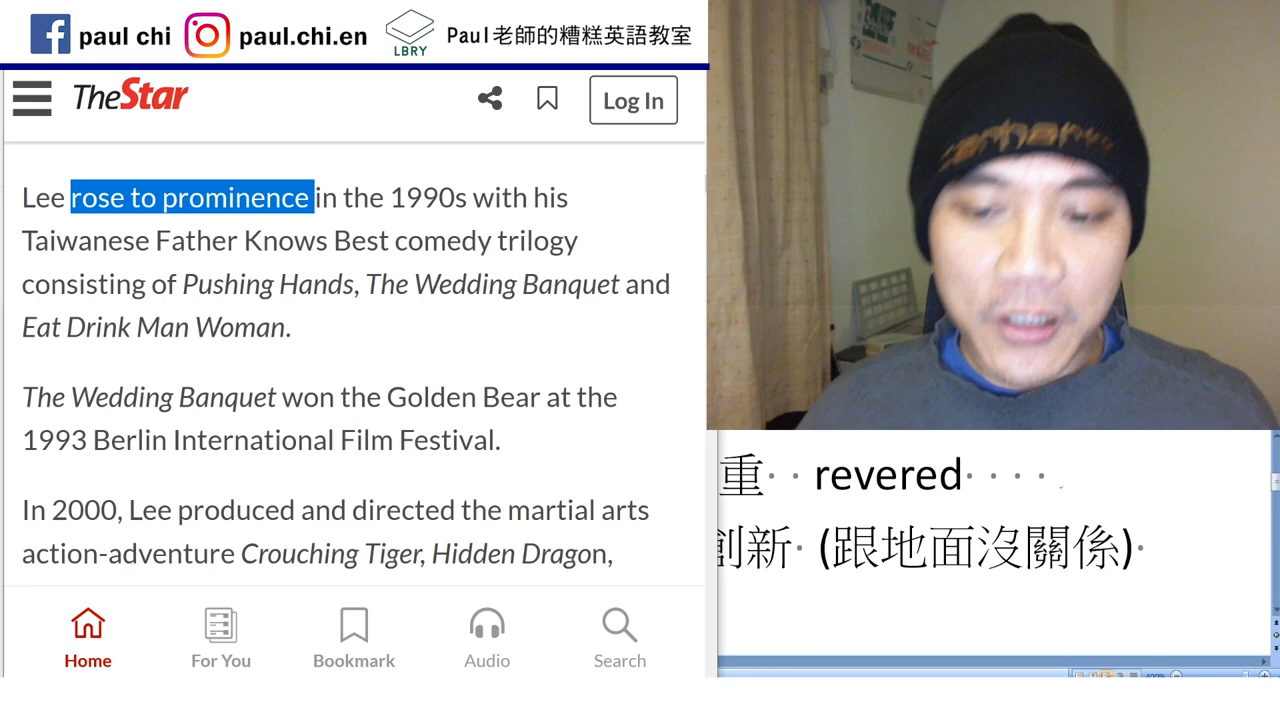 paul chi paul.chi.en LBRY Paul老師的糟糕英語教室
TheStar Log In
Lee rose to prominence in the 1990s with his
Taiwanese Father Knows Best comedy trilogy
consisting of Pushing Hands, The Wedding Banquet and
Eat Drink Man Woman.
The Wedding Banquet won the Golden Bear at the
1993 Berlin International Film Festival.
In 2000, Lee produced and directed the martial arts
action-adventure Crouching Tiger, Hidden Dragon,
Home For You Bookmark Audio Search
carhartt
重 revered
創新 (跟地面沒關係)
400%